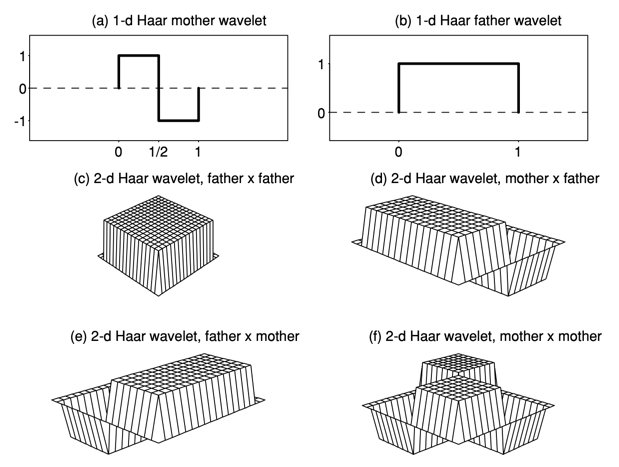 (a) 1-d Haar mother wavelet
(b) 1-d Haar father wavelet
1
0
-1
0
1/2
1
1
0
0
1
(c) 2-d Haar wavelet, father x father
(d) 2-d Haar wavelet, mother x father
(e) 2-d Haar wavelet, father x mother
(f) 2-d Haar wavelet, mother x mother